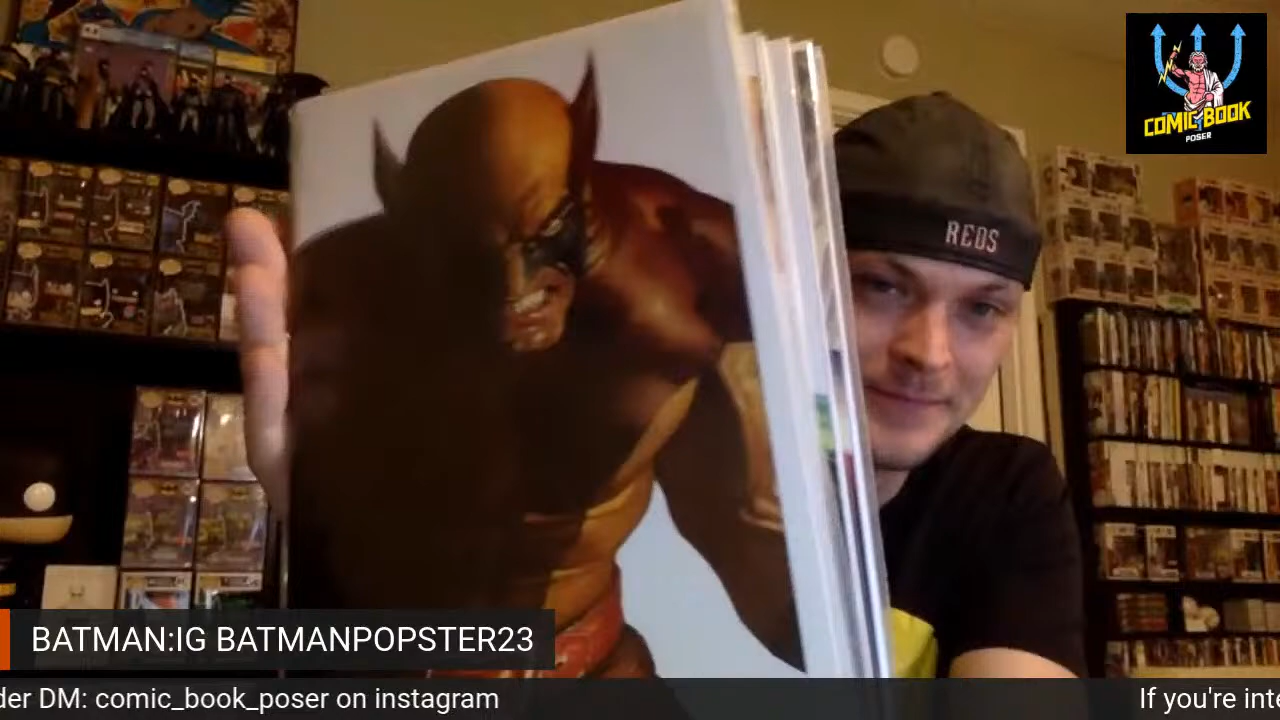 COMIC BOOK
POSER
REDS
BATMAN:IG BATMANPOPSTER23
der DM: comic_book_poser on instagram
If you're inte